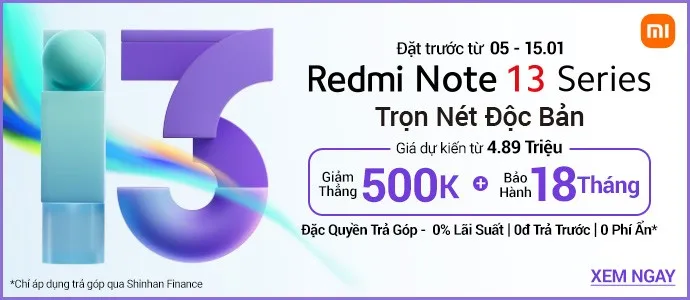 mi
Đặt trước từ 05 - 15.01
Redmi Note 13 Series
Trọn Nét Độc Bản
Giá dự kiến từ 4.89 Triệu
Giảm Thẳng 500K + Bảo Hành 18 Tháng
Đặc Quyền Trả Góp - 0% Lãi Suất | 0đ Trả Trước | 0 Phí Ẩn*
*Chỉ áp dụng trả góp qua Shinhan Finance
XEM NGAY
13